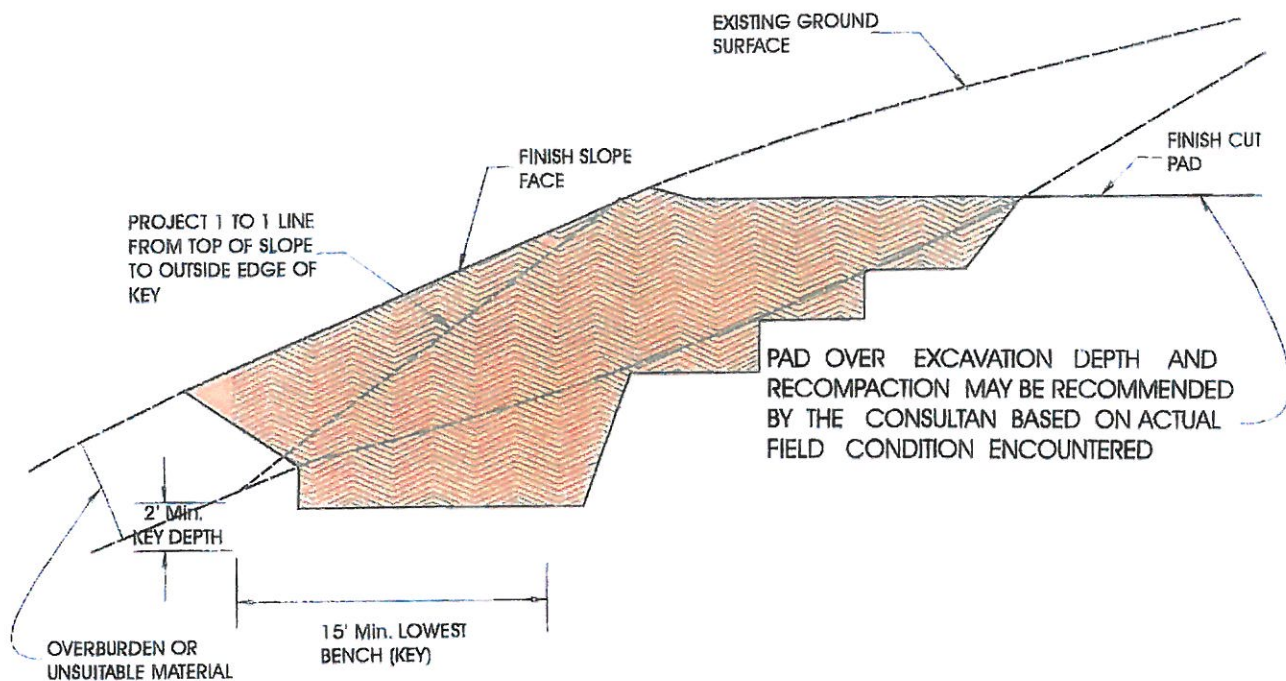 EXISTING GROUND
SURFACE
FINISH CUT
PAD
FINISH SLOPE
FACE
PROJECT 1 TO 1 LINE
FROM TOP OF SLOPE
TO OUTSIDE EDGE OF
KEY
PAD OVER EXCAVATION DEPTH AND
RECOMPACTION MAY BE RECOMMENDED
BY THE CONSULTAN BASED ON ACTUAL
FIELD CONDITION ENCOUNTERED
2' Min.
KEY DEPTH
15' Min. LOWEST
BENCH (KEY)
OVERBURDEN OR
UNSUITABLE MATERIAL